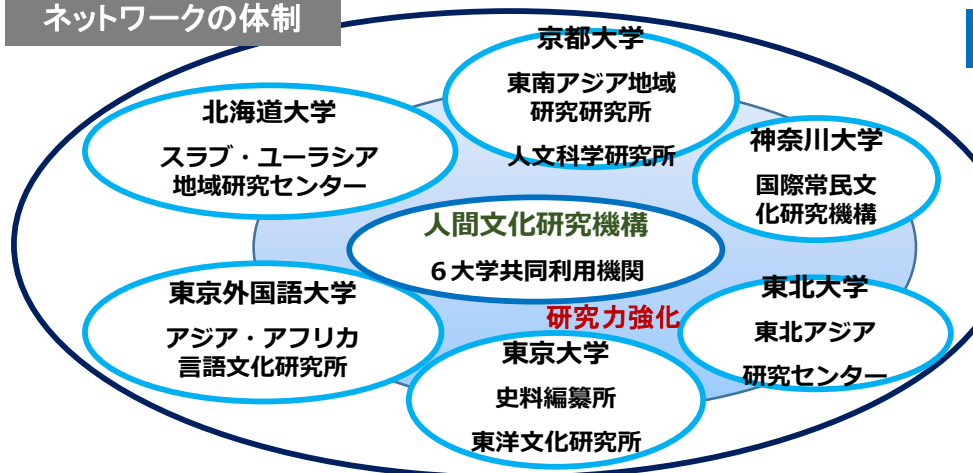 ネットワークの体制
京都大学
東南アジア地域
研究研究所
人文科学研究所
北海道大学
スラブ・ユーラシア
地域研究センター
神奈川大学
国際常民文
化研究機構
人間文化研究機構
６大学共同利用機関
東京外国語大学
アジア・アフリカ
言語文化研究所
研究力強化
東北大学
東北アジア
研究センター
東京大学
史料編纂所
東洋文化研究所